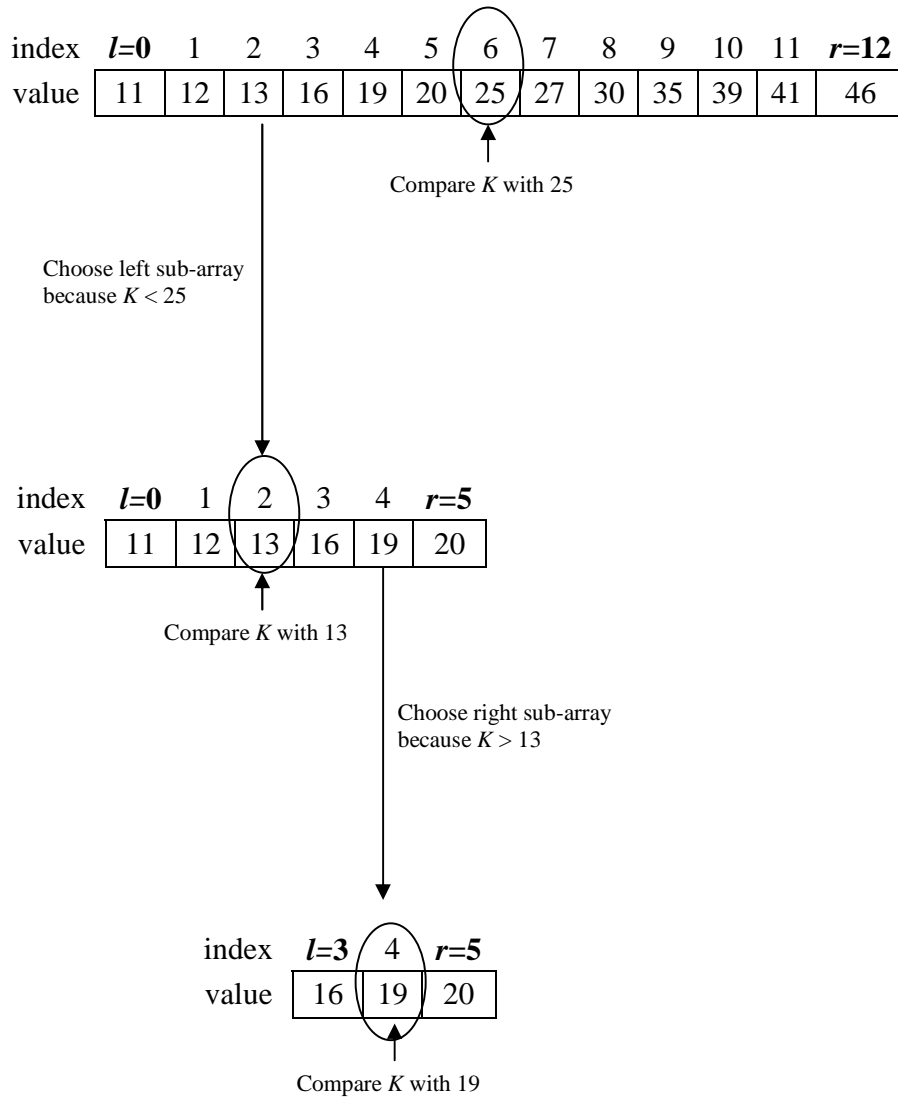 index l=0 1 2 3 4 5 6 7 8 9 10 11 r=12
value 11 12 13 16 19 20 25 27 30 35 39 41 46
Compare K with 25
Choose left sub-array
because K < 25
index l=0 1 2 3 4 r=5
value 11 12 13 16 19 20
Compare K with 13
Choose right sub-array
because K > 13
index l=3 4 r=5
value 16 19 20
Compare K with 19